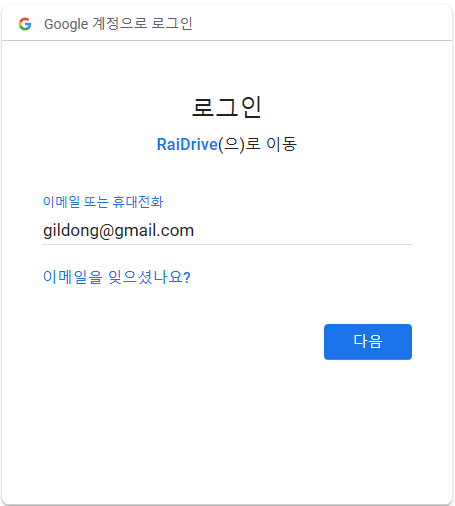 Google 계정으로 로그인
로그인
RaiDrive(으)로 이동
이메일 또는 휴대전화
gildong@gmail.com
이메일을 잊으셨나요?
다음